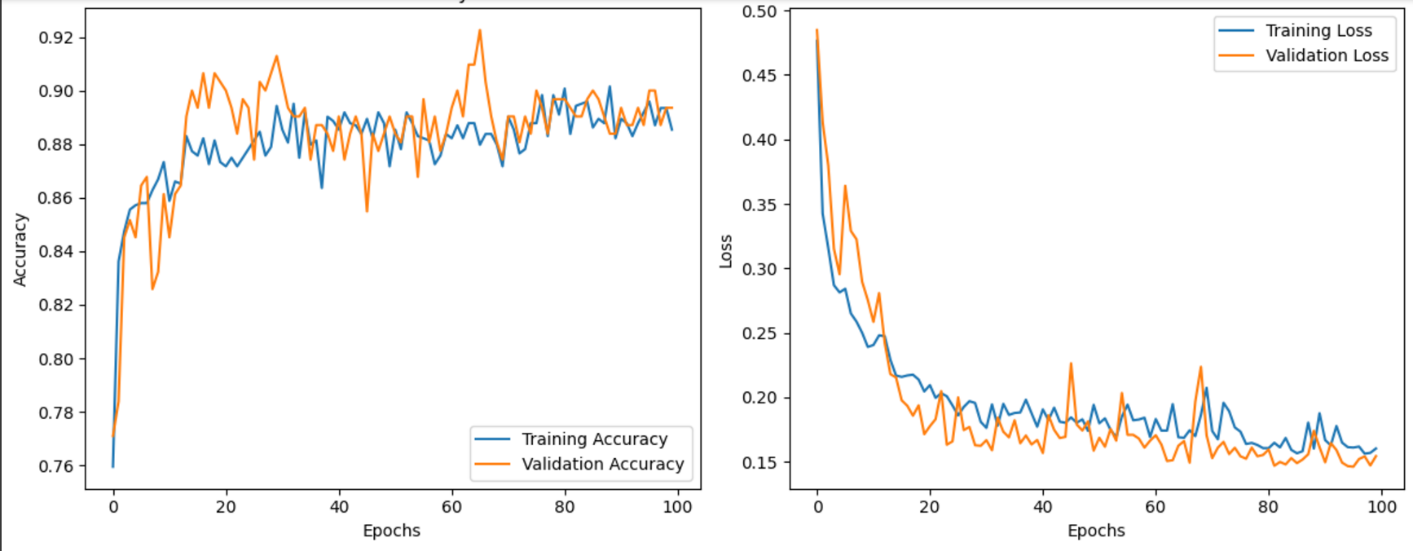 0.92
0.90
0.88
0.86
0.84
0.82
0.80
0.78
0.76
Accuracy
0 20 40 60 80 100
Epochs
Training Accuracy
Validation Accuracy
0.50
0.45
0.40
0.35
0.30
0.25
0.20
0.15
Loss
0 20 40 60 80 100
Epochs
Training Loss
Validation Loss